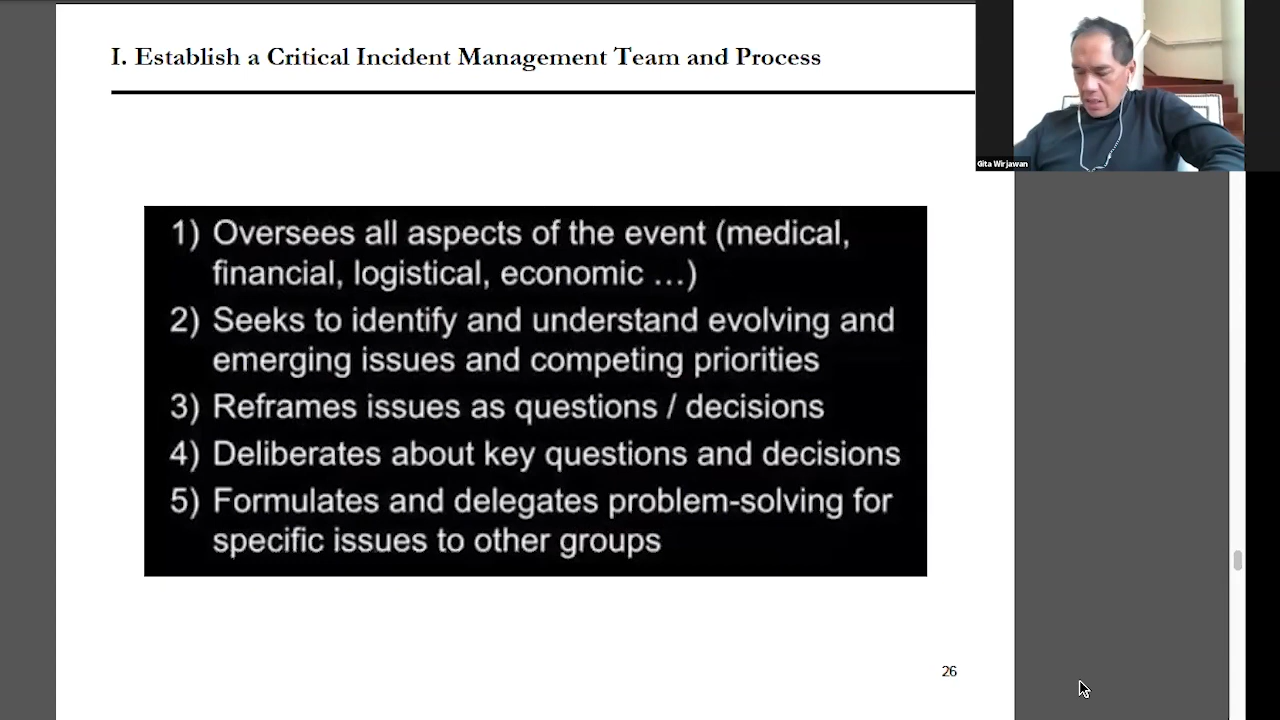 I. Establish a Critical Incident Management Team and Process
Gita Wirjawan
1) Oversees all aspects of the event (medical,
financial, logistical, economic ...)
2) Seeks to identify and understand evolving and
emerging issues and competing priorities
3) Reframes issues as questions / decisions
4) Deliberates about key questions and decisions
5) Formulates and delegates problem-solving for
specific issues to other groups
26